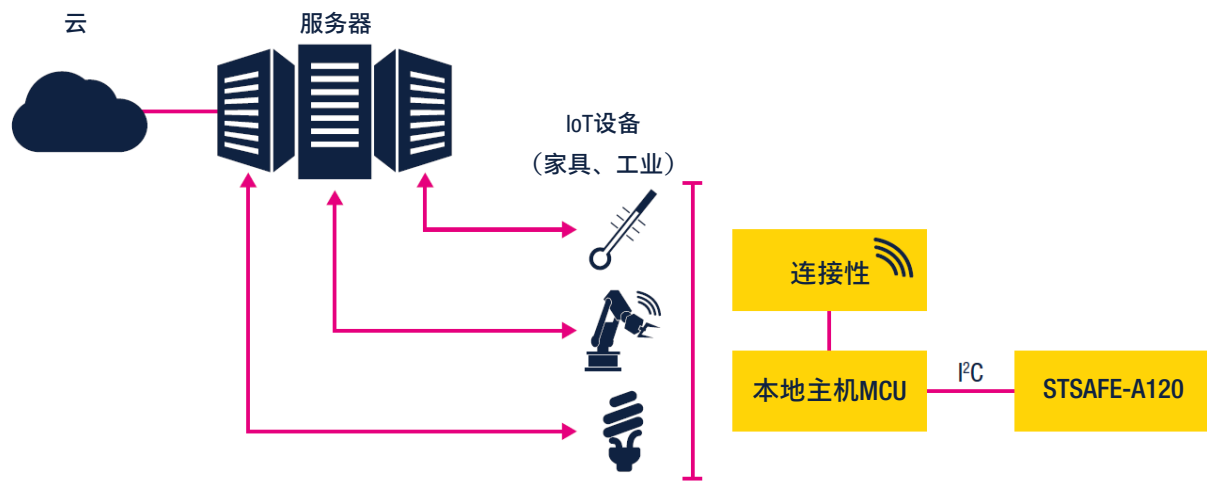 云
服务器
IoT设备
（家具、工业）
连接性
本地主机MCU
I²C
STSAFE-A120